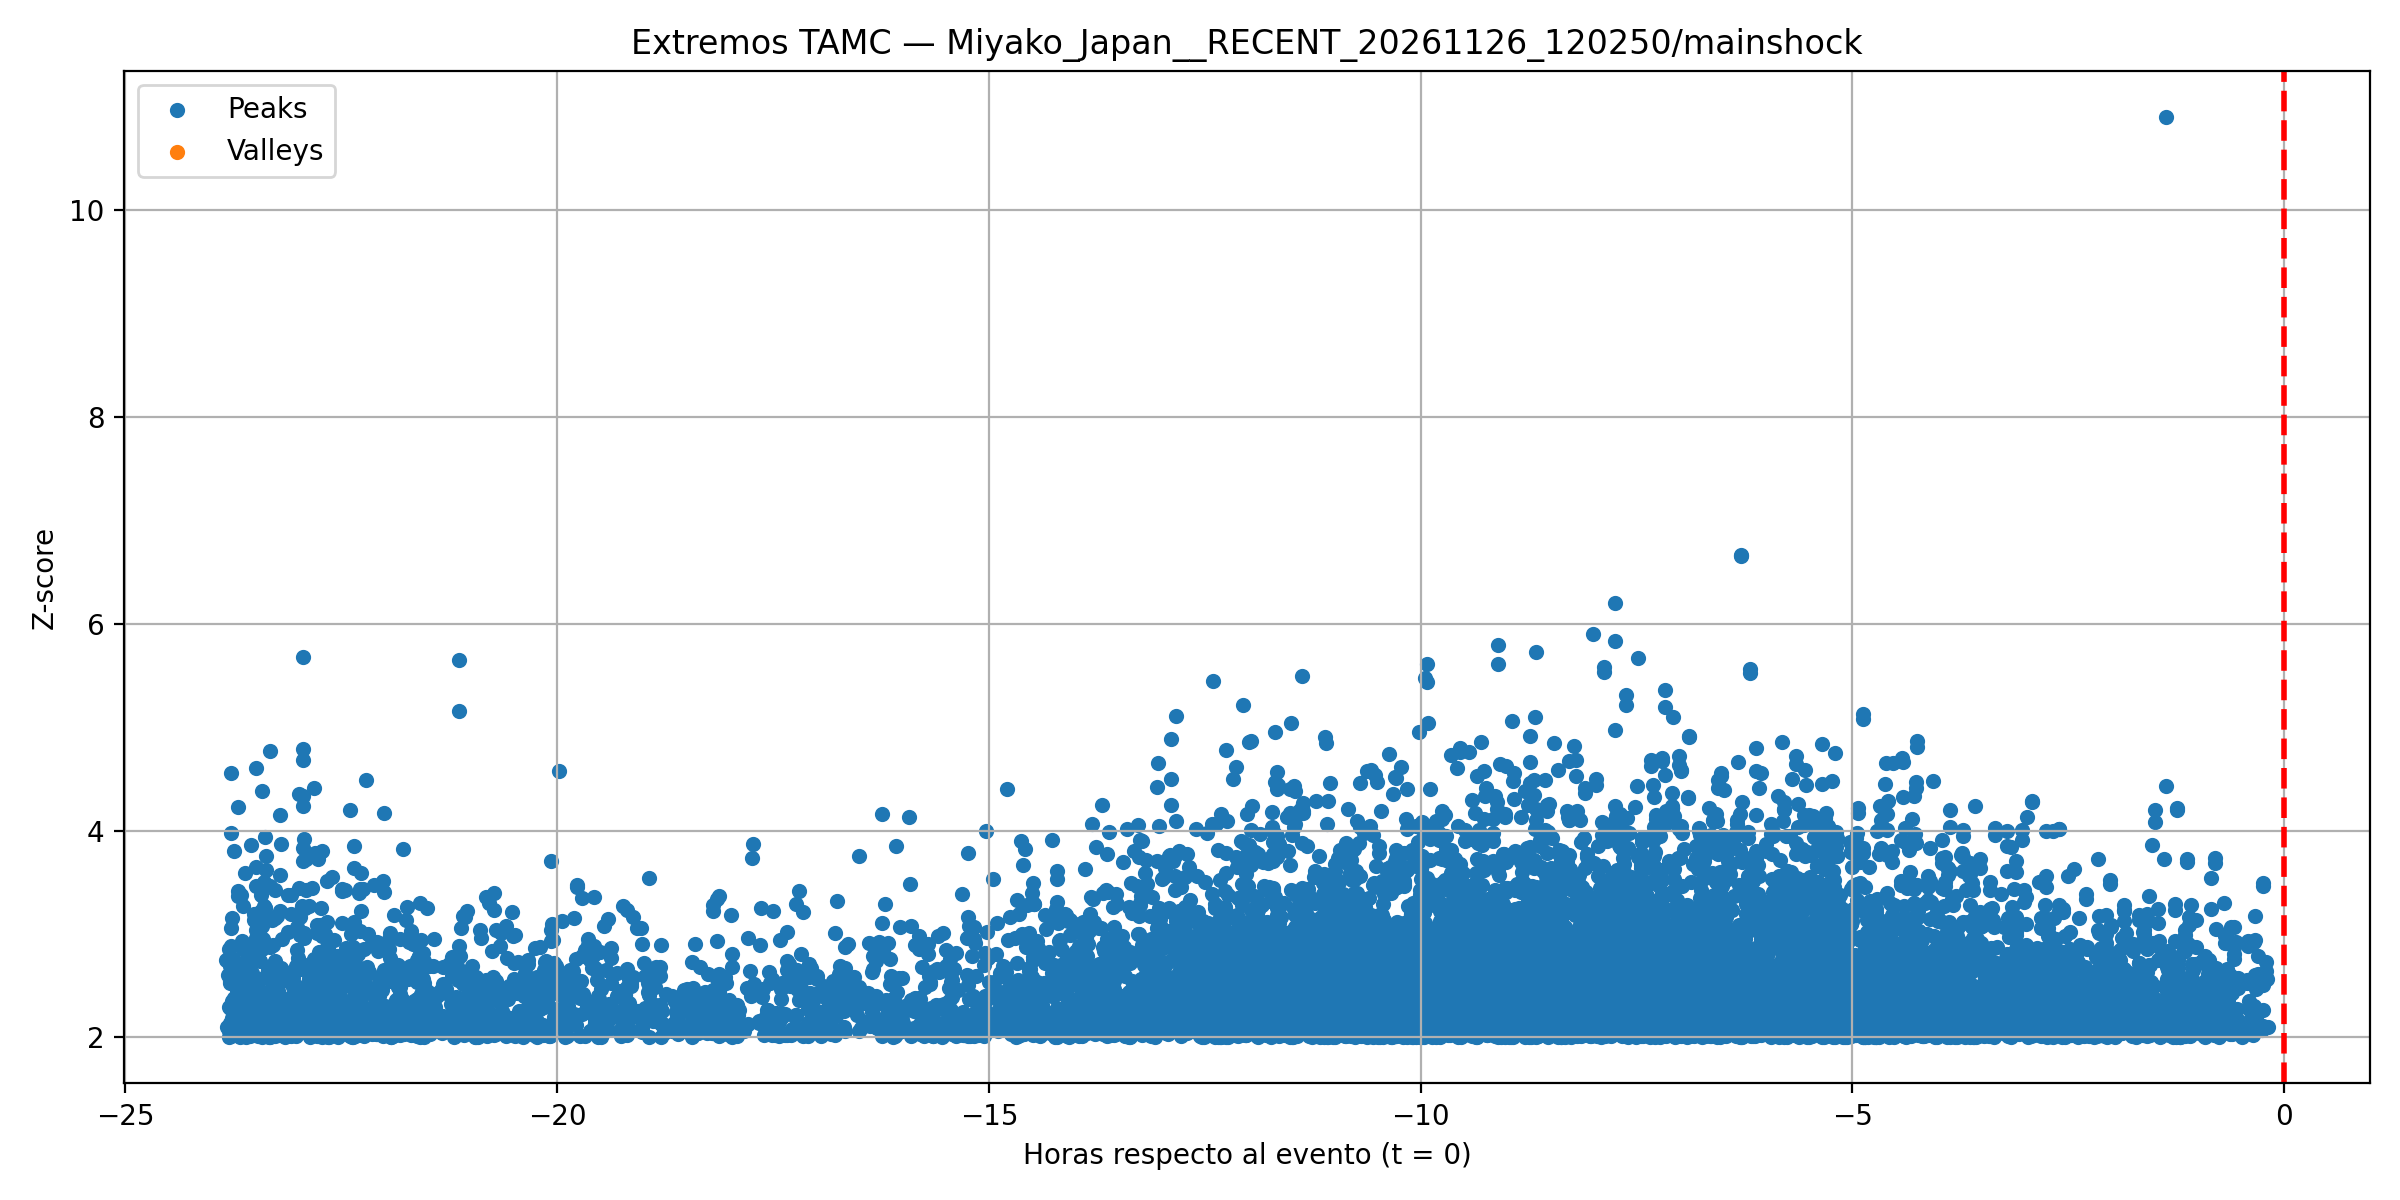 Extremos TAMC — Miyako_Japan__RECENT_20261126_120250/mainshock
Peaks
Valleys
Z-score
10
8
6
4
2
−25 −20 −15 −10 −5 0
Horas respecto al evento (t = 0)